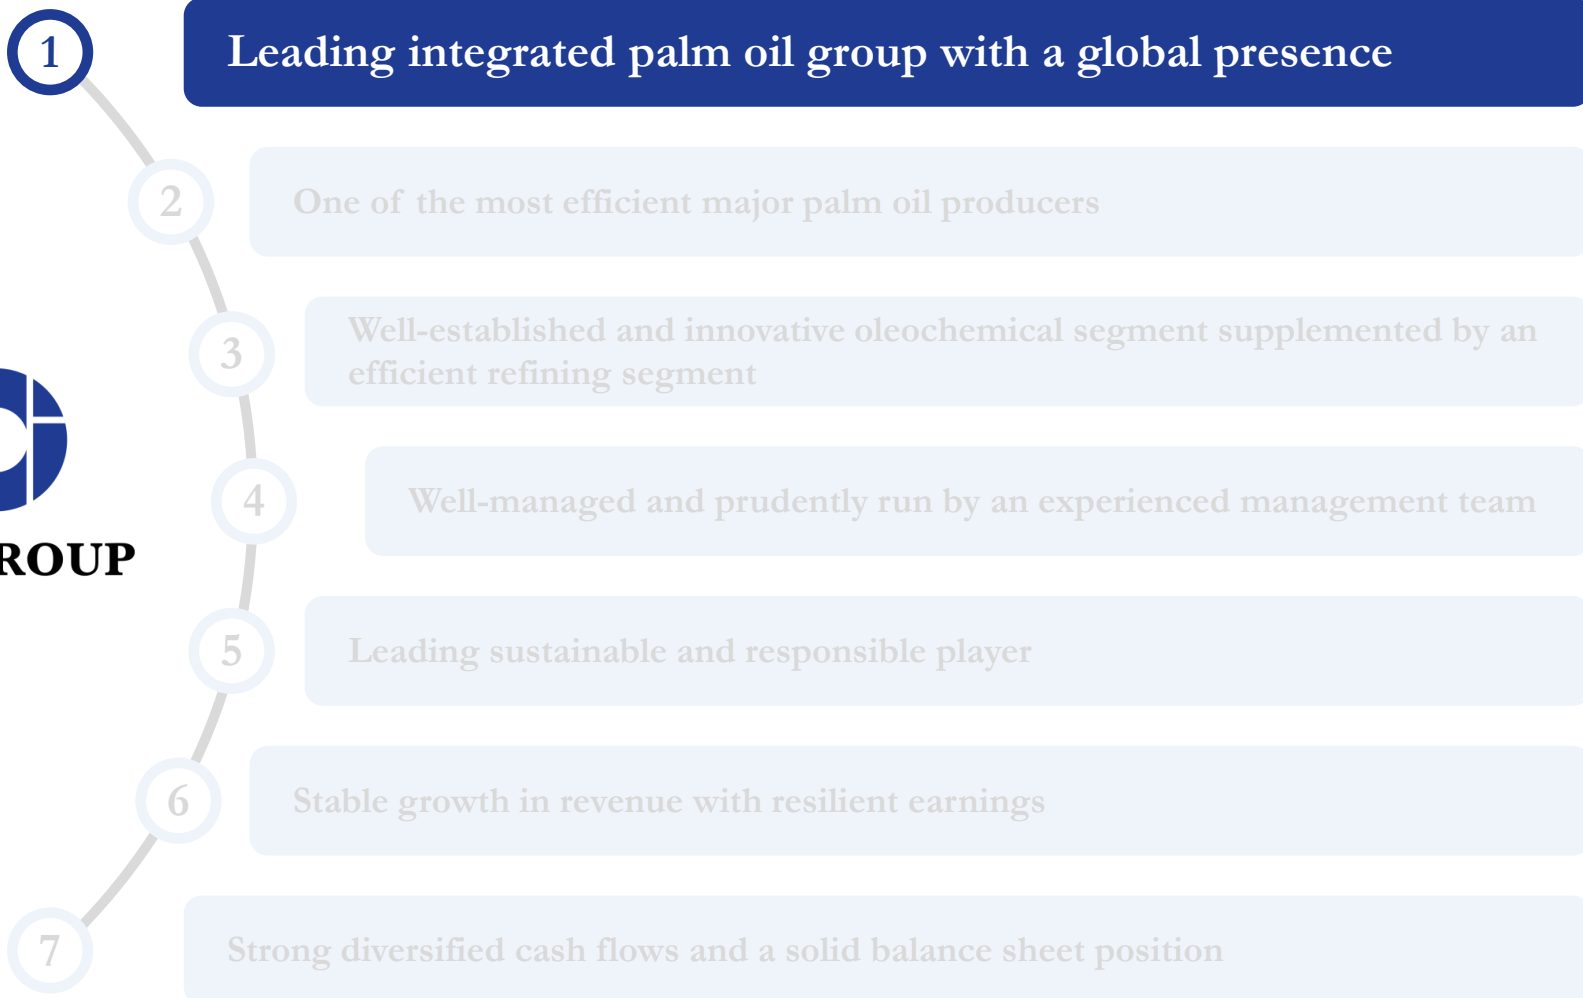 1
Leading integrated palm oil group with a global presence
2
One of the most efficient major palm oil producers
3
Well-established and innovative oleochemical segment supplemented by an
efficient refining segment
4
Well-managed and prudently run by an experienced management team
ROUP
5
Leading sustainable and responsible player
6
Stable growth in revenue with resilient earnings
7
Strong diversified cash flows and a solid balance sheet position